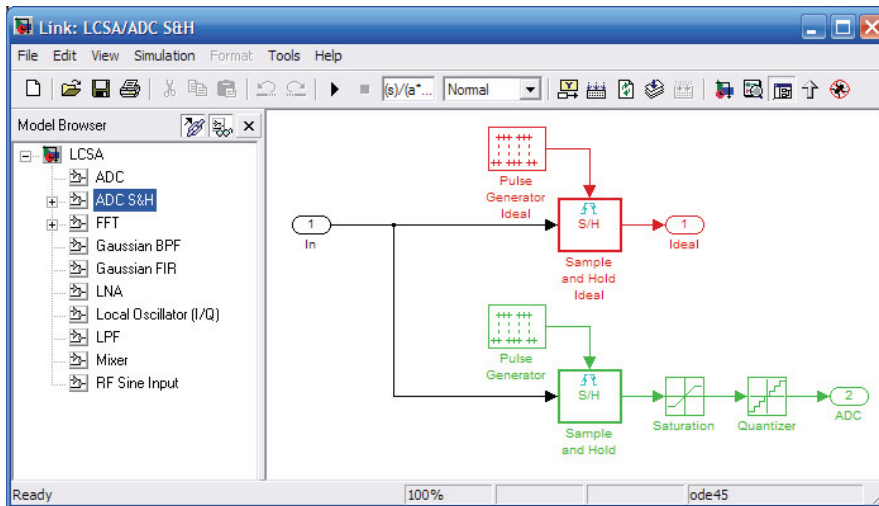 Link: LCSA/ADC S&H
File Edit View Simulation Format Tools Help
(s)/(a*... Normal
Model Browser
LCSA
ADC
ADC S&H
FFT
Gaussian BPF
Gaussian FIR
LNA
Local Oscillator (I/Q)
LPF
Mixer
RF Sine Input
Pulse
Generator
Ideal
1
In
S/H
Sample
and Hold
Ideal
1
Ideal
Pulse
Generator
S/H
Sample
and Hold
Saturation
Quantizer
2
ADC
Ready 100% ode45